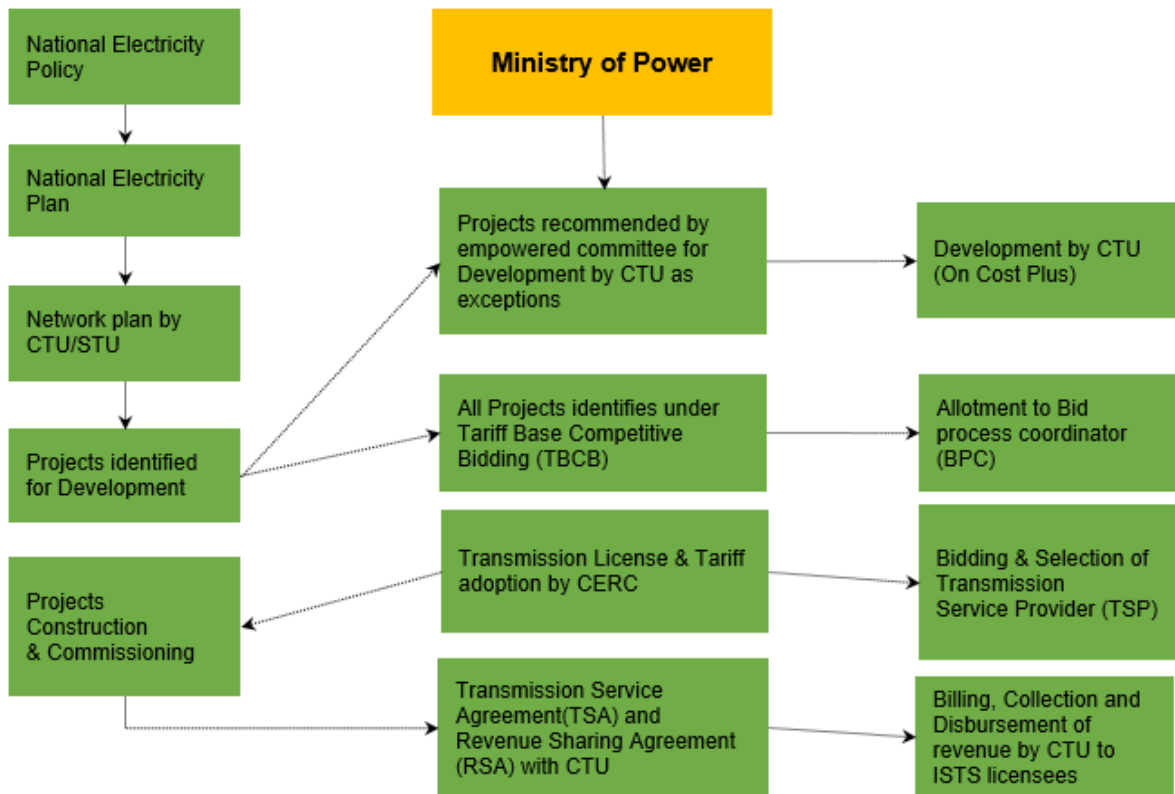 National Electricity
Policy
Ministry of Power
National Electricity
Plan
Projects recommended by
empowered committee for
Development by CTU as
exceptions
Development by CTU
(On Cost Plus)
Network plan by
CTU/STU
All Projects identifies under
Tariff Base Competitive
Bidding (TBCB)
Allotment to Bid
process coordinator
(BPC)
Projects identified
for Development
Transmission License & Tariff
adoption by CERC
Bidding & Selection of
Transmission
Service Provider (TSP)
Projects
Construction
& Commissioning
Transmission Service
Agreement(TSA) and
Revenue Sharing Agreement
(RSA) with CTU
Billing, Collection and
Disbursement of
revenue by CTU to
ISTS licensees